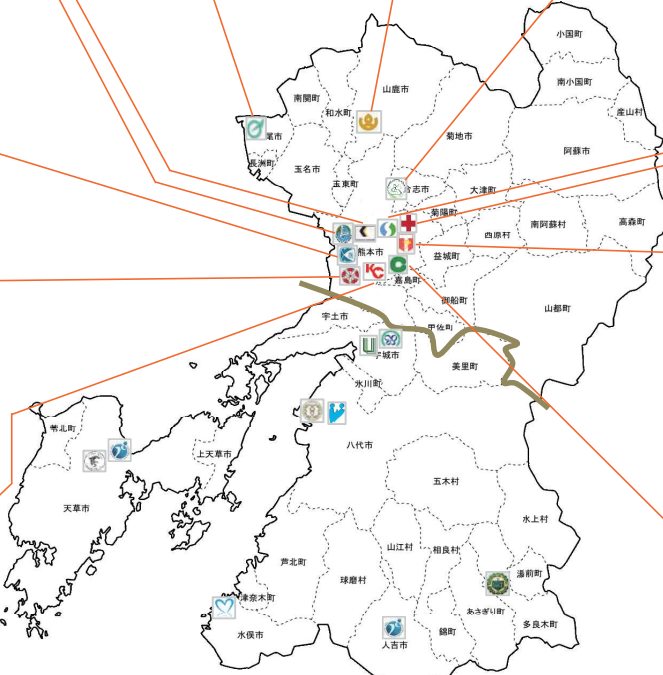 小国町
南小国町
産山村
山鹿市
南関町
和水町
菊地市
阿蘇市
尾市
長洲町
玉名市
玉東町
合志市
大津町
菊陽町
西原村
南阿蘇村
高森町
熊本市
益城町
KC
嘉島町
御船町
山都町
宇土市
甲佐町
U
宇城市
美里町
氷川町
苓北町
上天草市
八代市
天草市
五木村
水上村
山江村
相良村
芦北町
球磨村
湯前町
津奈木町
あさぎり町
水俣市
人吉市
錦町
多良木町